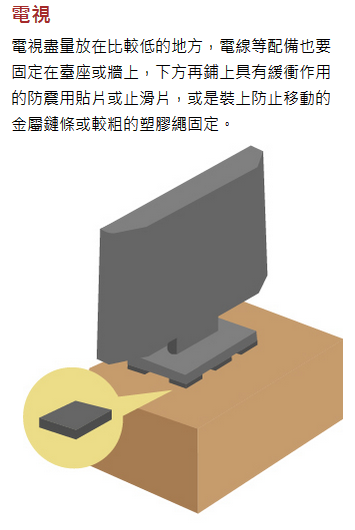 電視
電視盡量放在比較低的地方，電線等配備也要
固定在臺座或牆上，下方再鋪上具有緩衝作用
的防震用貼片或止滑片，或是裝上防止移動的
金屬鏈條或較粗的塑膠繩固定。